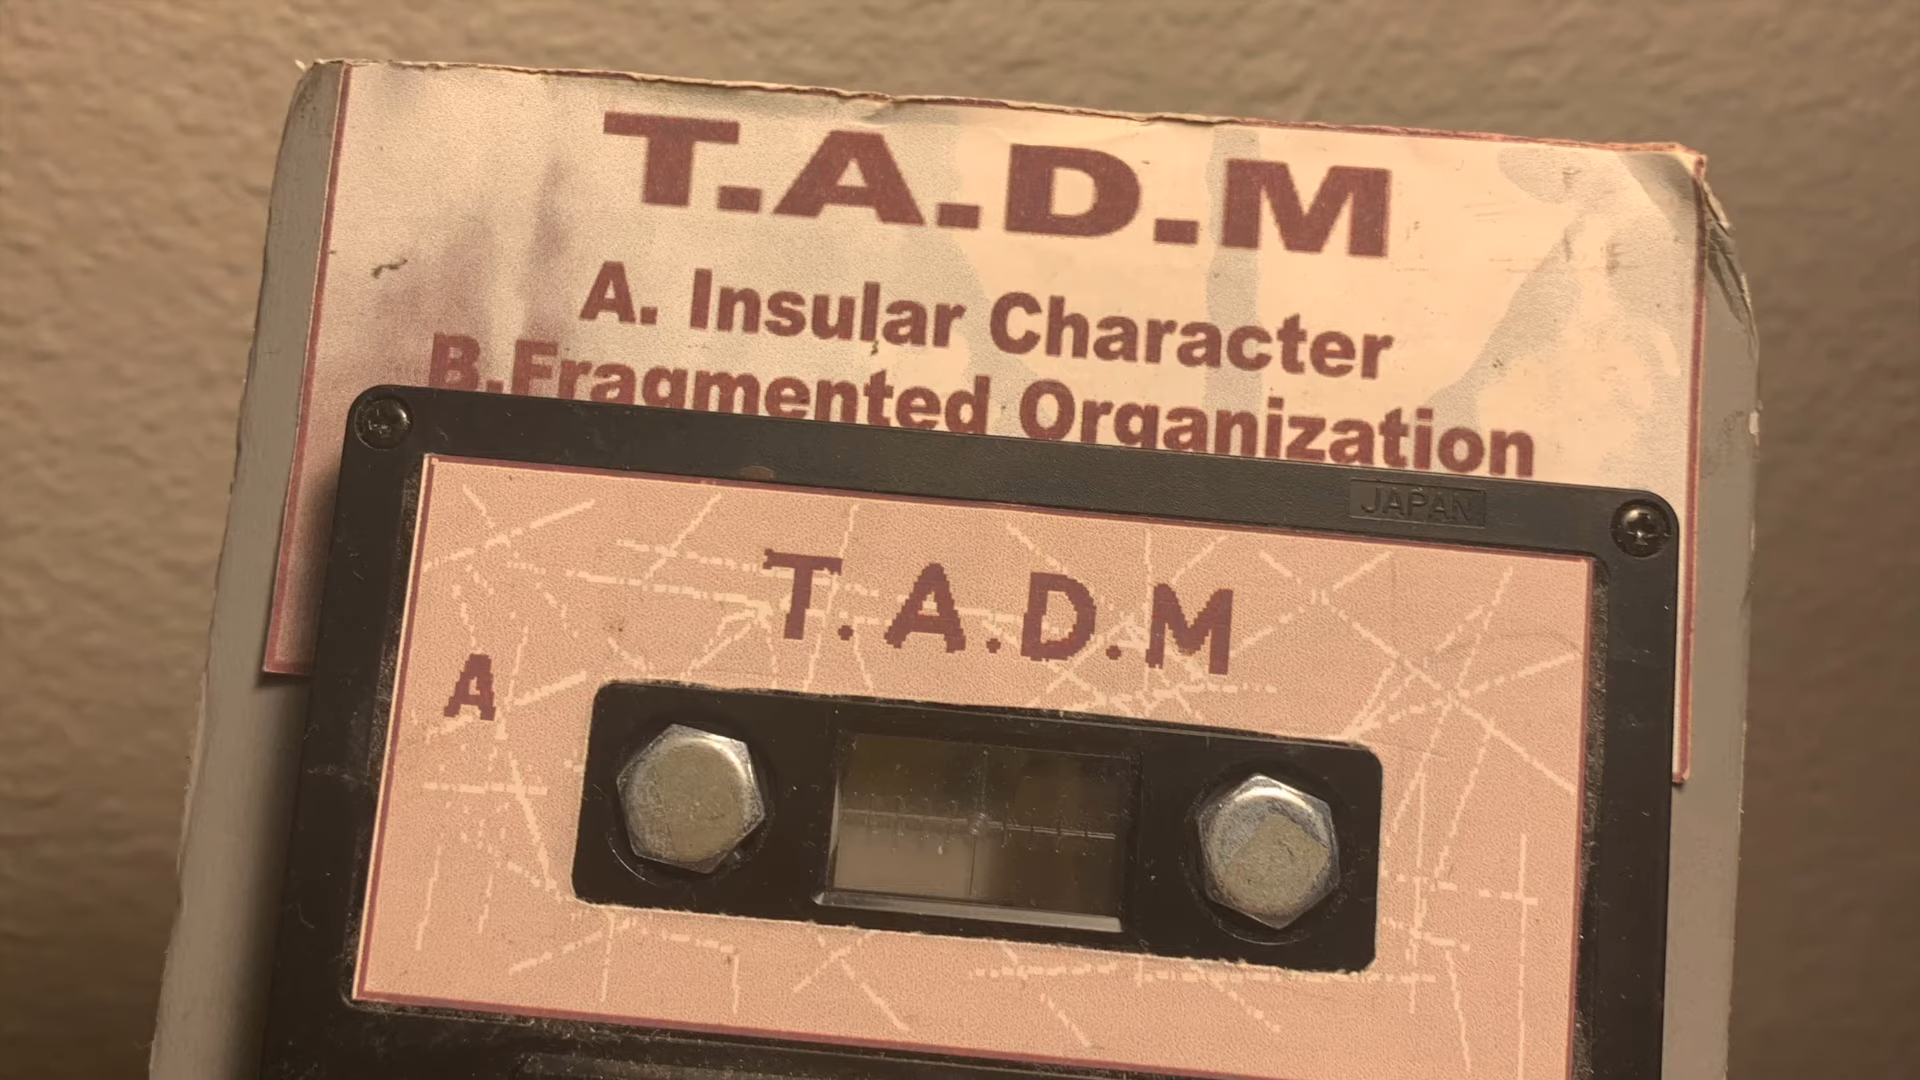 T.A.D.M
A. Insular Character
B.Fragmented Organization
JAPAN
T.A.D.M
A